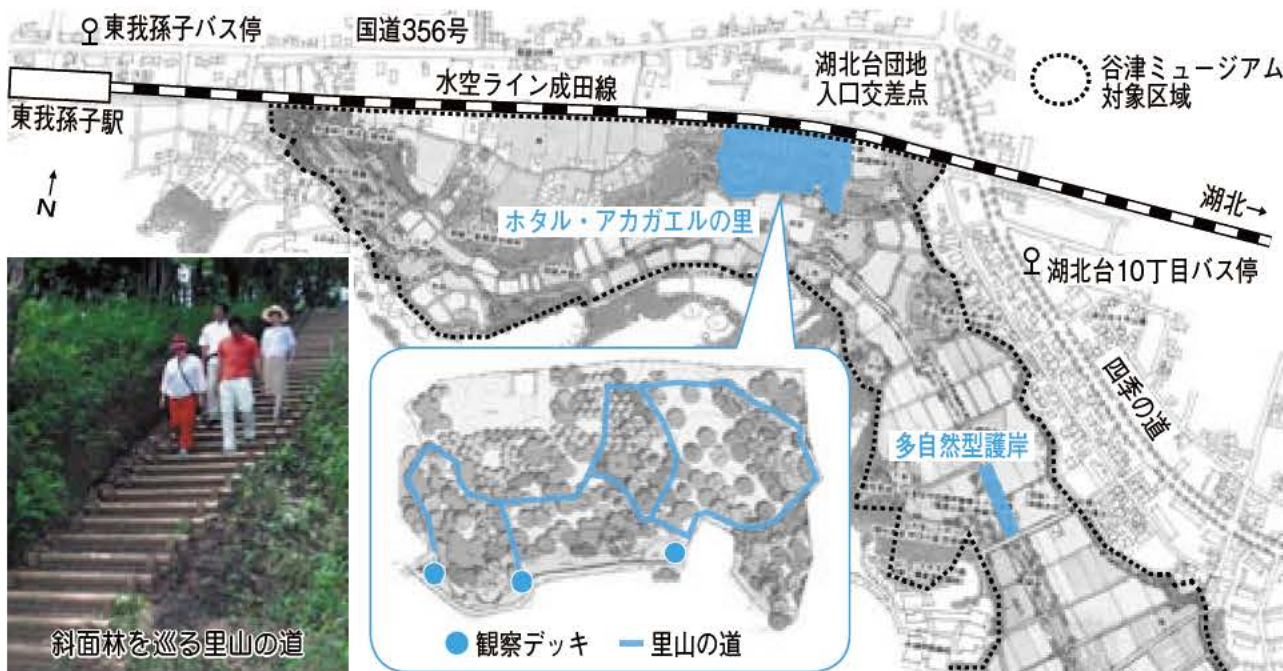 東我孫子バス停
国道356号
湖北台団地
入口交差点
谷津ミュージアム
対象区域
水空ライン成田線
東我孫子駅
N
湖北→
ホタル・アカガエルの里
湖北台10丁目バス停
四季の道
多自然型護岸
斜面林を巡る里山の道
観察デッキ
里山の道